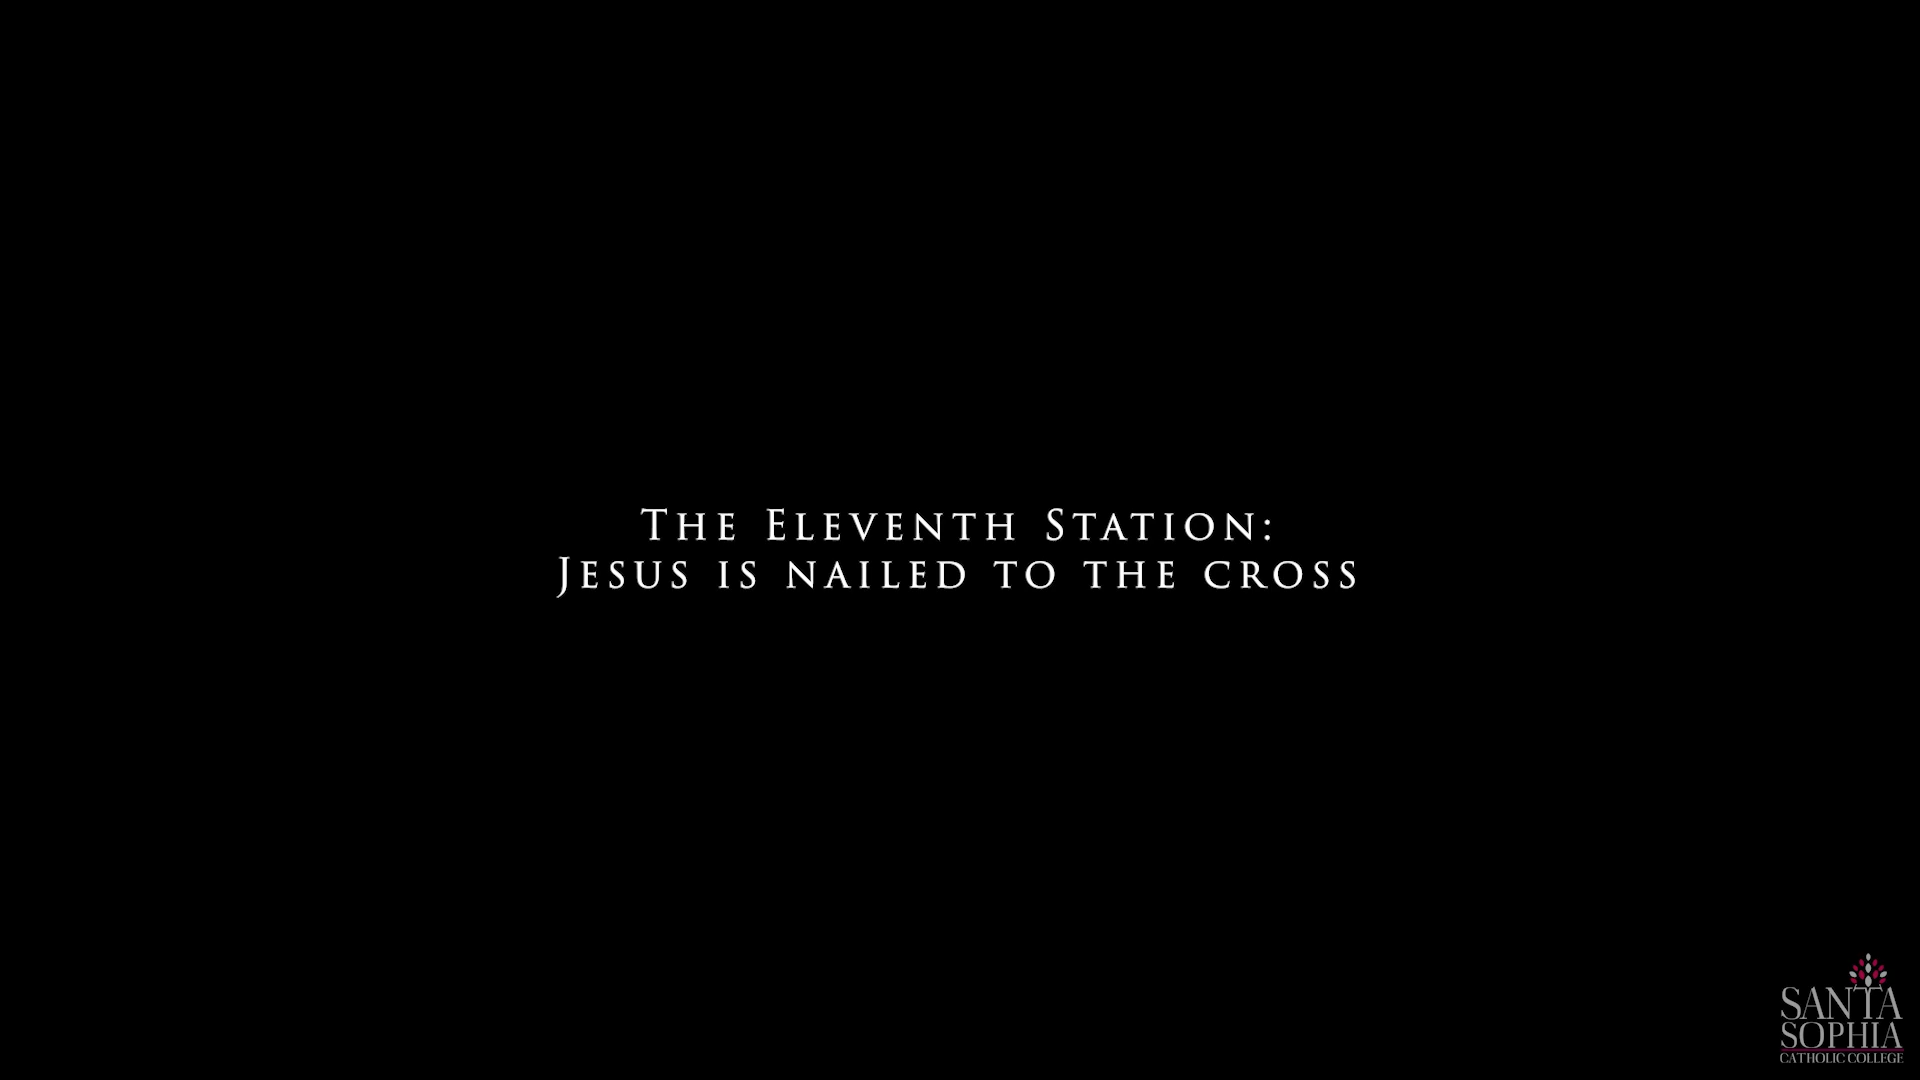 The Eleventh Station:
Jesus is nailed to the cross
SANTA
SOPHIA
CATHOLIC COLLEGE